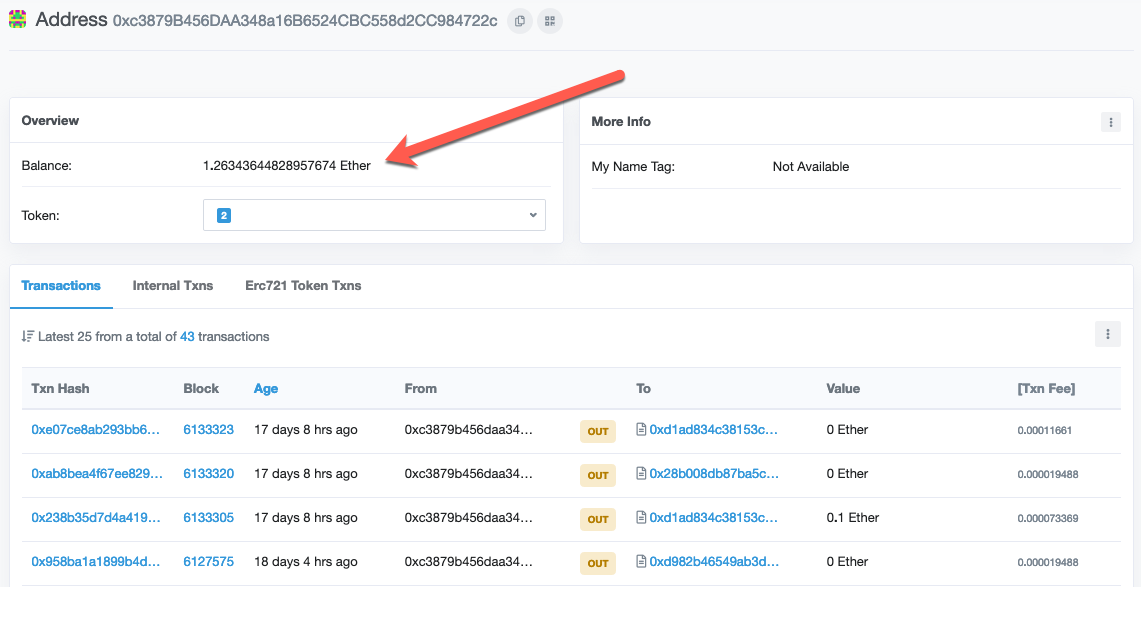 Address 0xc3879B456DAA348a16B6524CBC558d2CC984722c
Overview
Balance: 1.26343644828957674 Ether
Token: 2
More Info
My Name Tag: Not Available
Transactions Internal Txns Erc721 Token Txns
Latest 25 from a total of 43 transactions
Txn Hash Block Age From To Value [Txn Fee]
0xe07ce8ab293bb6... 6133323 17 days 8 hrs ago 0xc3879b456daa34... OUT 0xd1ad834c38153c... 0 Ether 0.00011661
0xab8bea4f67ee829... 6133320 17 days 8 hrs ago 0xc3879b456daa34... OUT 0x28b008db87ba5c... 0 Ether 0.000019488
0x238b35d7d4a419... 6133305 17 days 8 hrs ago 0xc3879b456daa34... OUT 0xd1ad834c38153c... 0.1 Ether 0.000073369
0x958ba1a1899b4d... 6127575 18 days 4 hrs ago 0xc3879b456daa34... OUT 0xd982b46549ab3d... 0 Ether 0.000019488